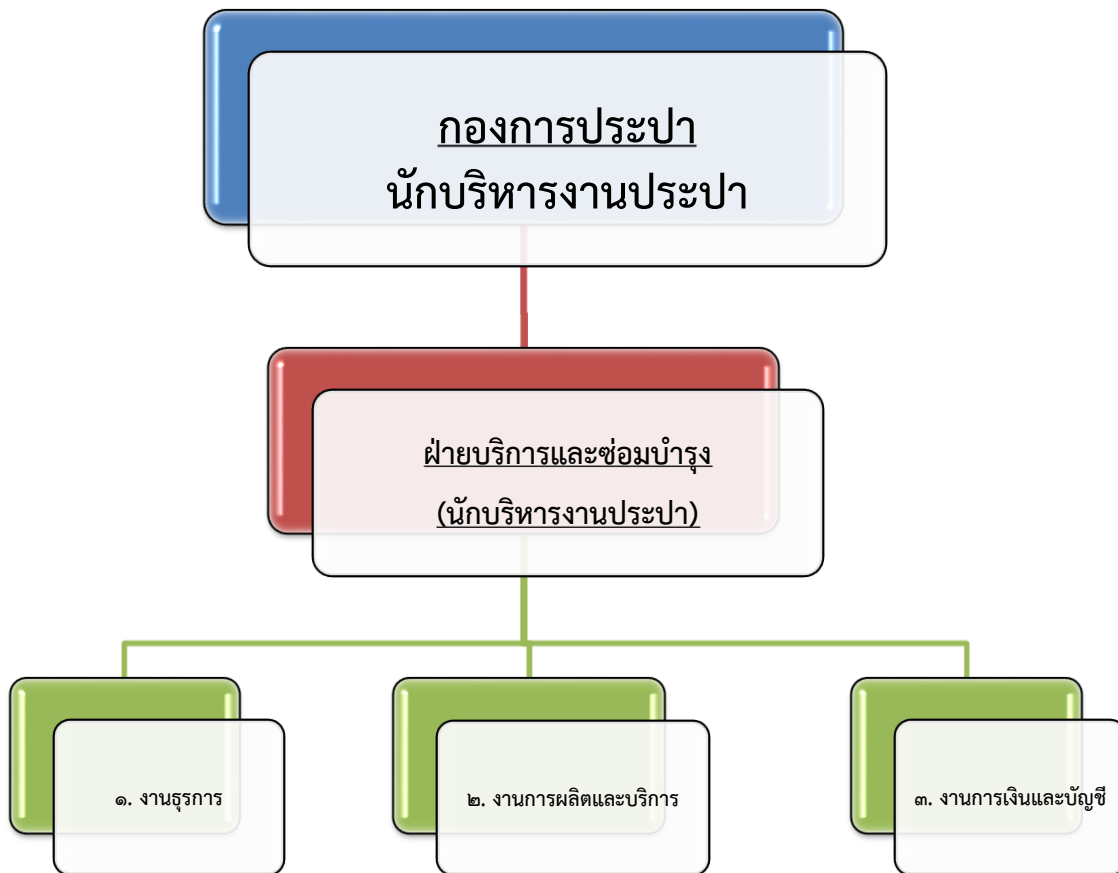 กองการประปา
นักบริหารงานประปา
ฝ่ายบริการและซ่อมบำรุง
(นักบริหารงานประปา)
๑. งานธุรการ
๒. งานการผลิตและบริการ
๓. งานการเงินและบัญชี